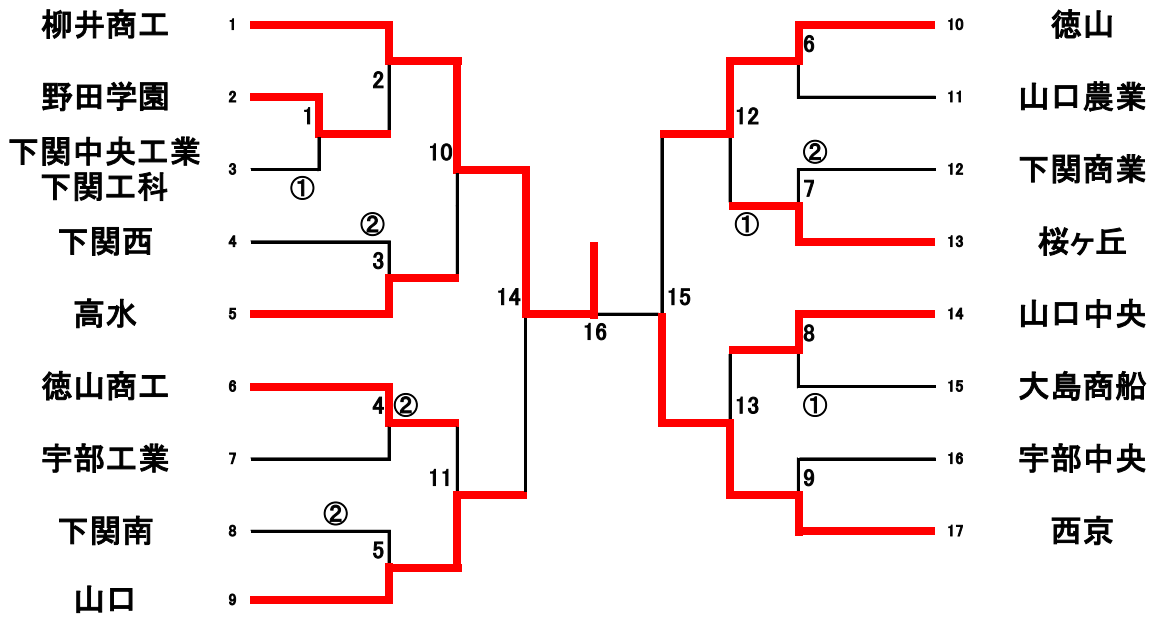 柳井商工 1
2
野田学園 2
1
下関中央工業
下関工科 3
①
10
下関西 4
②
3
高水 5
14
徳山商工 6
4 ②
宇部工業 7
11
下関南 8
②
5
山口 9
16
15
徳山 10
6
山口農業 11
12
下関商業 12
②
7
①
桜ヶ丘 13
山口中央 14
8
大島商船 15
①
13
宇部中央 16
9
西京 17